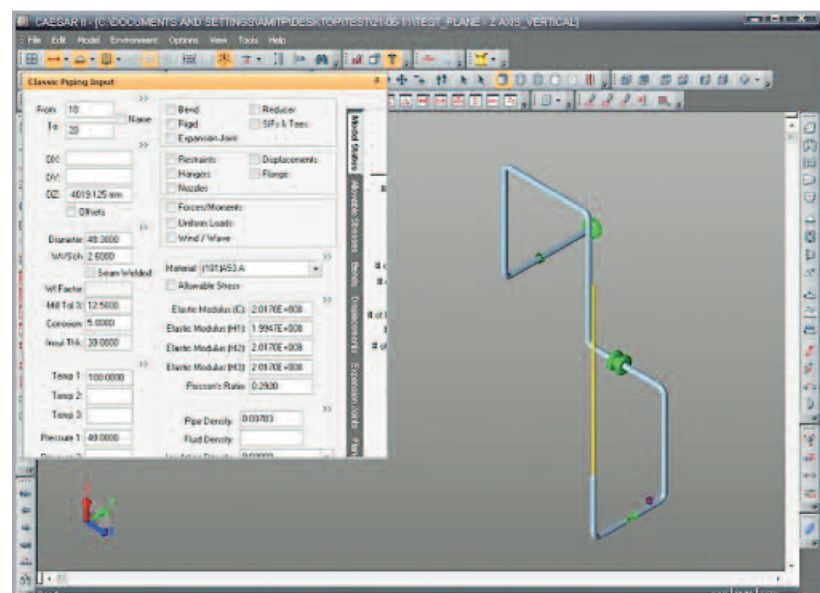 CAESAR II - [C:\DOCUMENTS AND SETTINGS\AMITP\DESKTOP\TEST\21-06-11\TEST_PLANE - Z AXIS_VERTICAL]
File Edit Model Environment Options View Tools Help
Classic Piping Input
From: 10
To: 20
Name
>>
DX:
DY:
DZ: -4019.125 mm
Offsets
>>
Diameter: 48.3000
Wt/Sch: 2.6000
Seam Welded
Wl Factor:
Mill Tol %: 12.5000
Corrosion: 5.0000
Insul Thk: 30.0000
>>
Temp 1: 100.0000
Temp 2:
Temp 3:
Pressure 1: 49.0000
Bend Reducer
Rigid SIFs & Tees
Expansion Joint
Restraints Displacements
Hangers Flange
Nozzles
Forces/Moments
Uniform Loads
Wind / Wave
>>
Material: (101)A53 A
Allowable Stress
>>
Elastic Modulus (C): 2.0170E+008
Elastic Modulus (H1): 1.9947E+008
Elastic Modulus (H2): 2.0170E+008
Elastic Modulus (H3): 2.0170E+008
Poisson's Ratio: 0.2920
>>
Pipe Density: 0.00783
Fluid Density:
Model Status
Allowable Stresses
Bends
Displacements
Expansion Joints